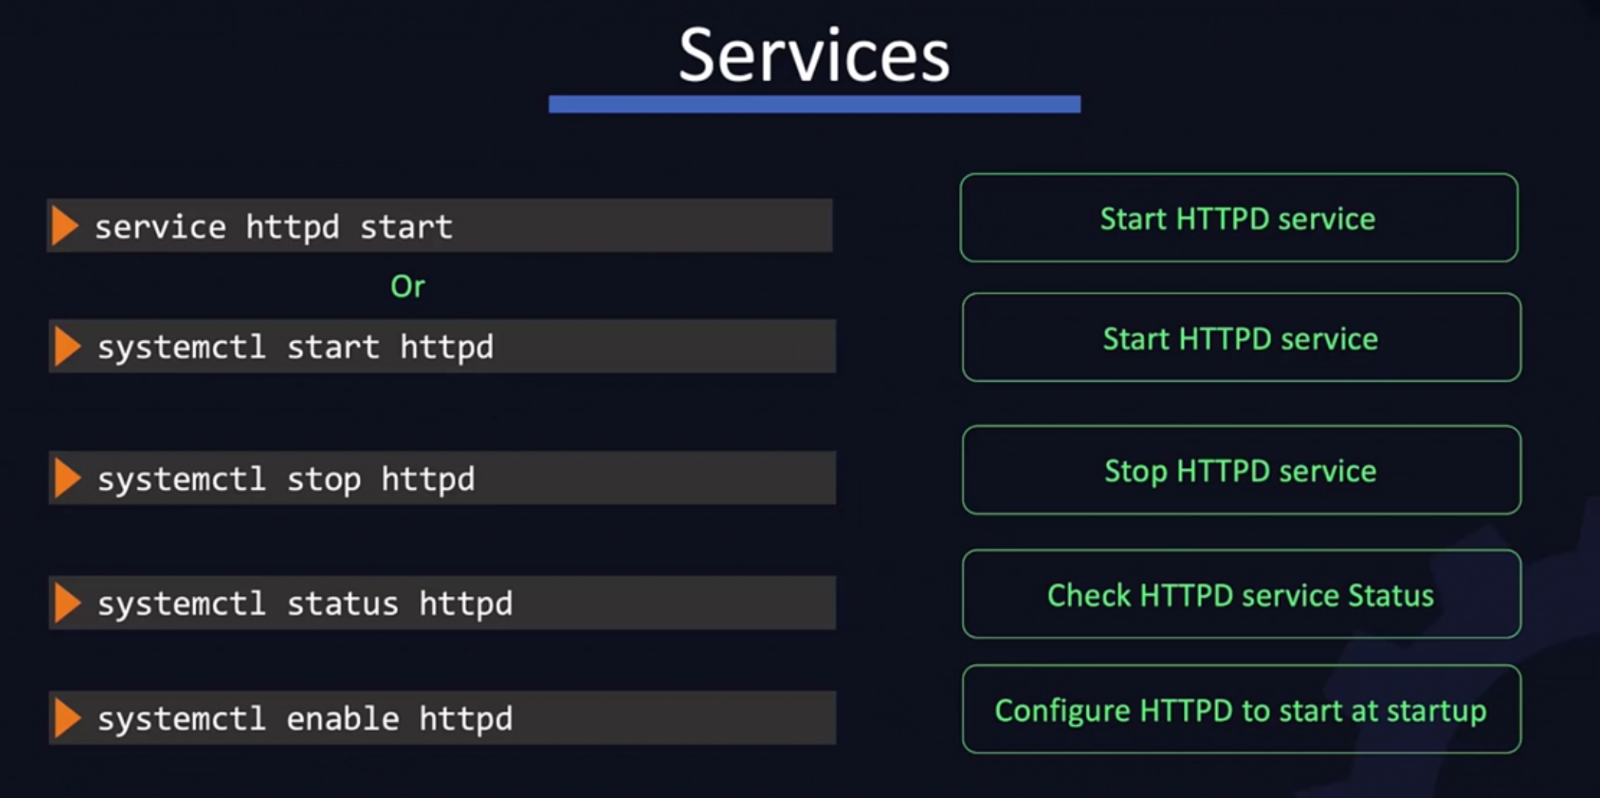 Services
service httpd start
Start HTTPD service
Or
systemctl start httpd
Start HTTPD service
systemctl stop httpd
Stop HTTPD service
systemctl status httpd
Check HTTPD service Status
systemctl enable httpd
Configure HTTPD to start at startup